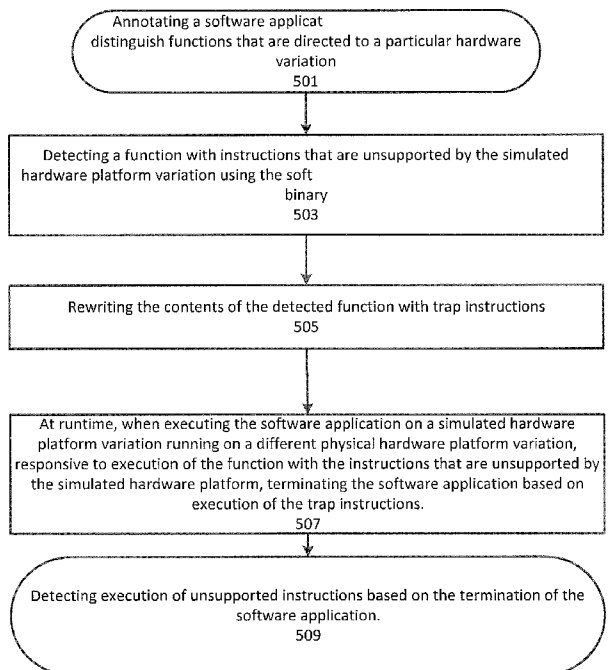 Annotating a software applicat
distinguish functions that are directed to a particular hardware
variation
501
Detecting a function with instructions that are unsupported by the simulated
hardware platform variation using the soft
binary
503
Rewriting the contents of the detected function with trap instructions
505
At runtime, when executing the software application on a simulated hardware
platform variation running on a different physical hardware platform variation,
responsive to execution of the function with the instructions that are unsupported by
the simulated hardware platform, terminating the software application based on
execution of the trap instructions.
507
Detecting execution of unsupported instructions based on the termination of the
software application.
509